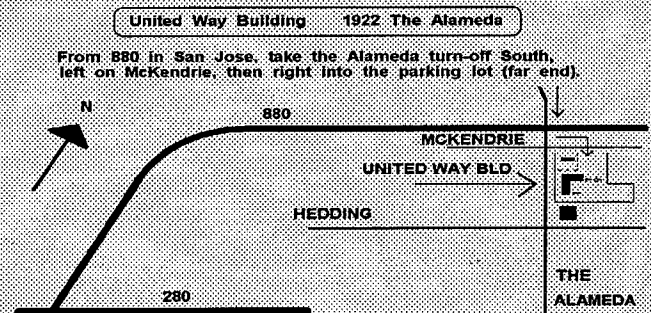 United Way Building 1922 The Alameda
From 880 in San Jose, take the Alameda turn-off South,
left on McKendrie, then right into the parking lot (far end).
N
880
MCKENDRIE
UNITED WAY BLD
HEDDING
THE
ALAMEDA
280